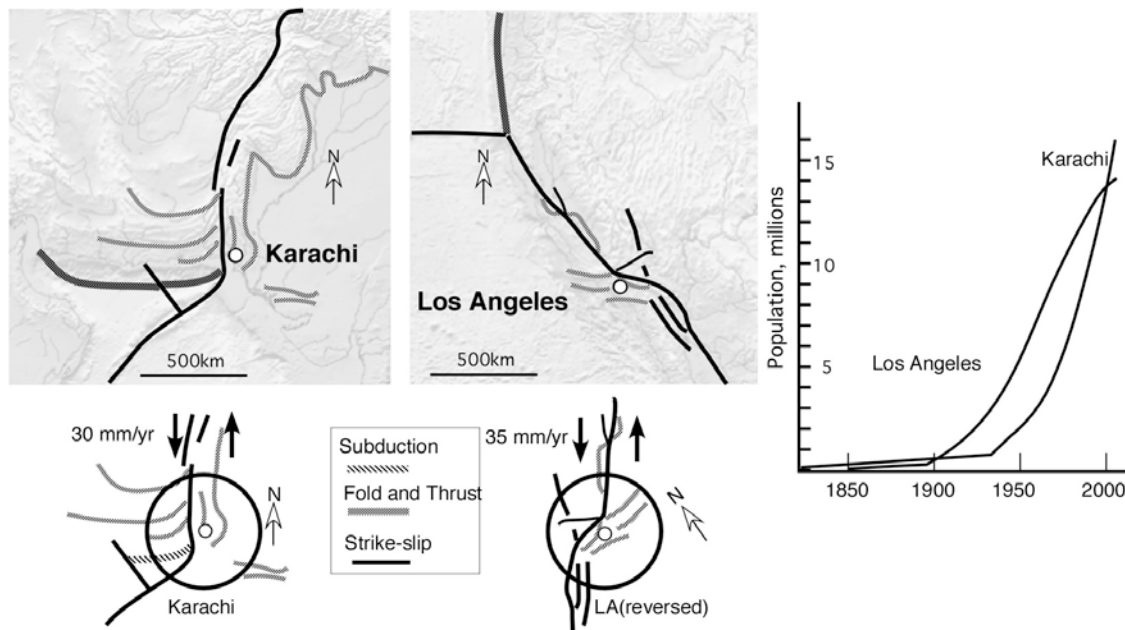 N
Karachi
500km
N
Los Angeles
500km
Population, millions
15
10
5
Karachi
Los Angeles
1850 1900 1950 2000
30 mm/yr
N
Karachi
Subduction
Fold and Thrust
Strike-slip
35 mm/yr
N
LA(reversed)